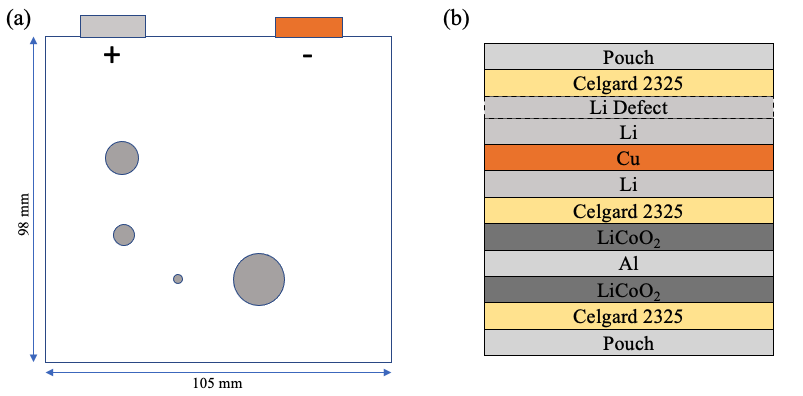 (a)
+
-
98 mm
105 mm
(b)
Pouch
Celgard 2325
Li Defect
Li
Cu
Li
Celgard 2325
LiCoO₂
Al
LiCoO₂
Celgard 2325
Pouch